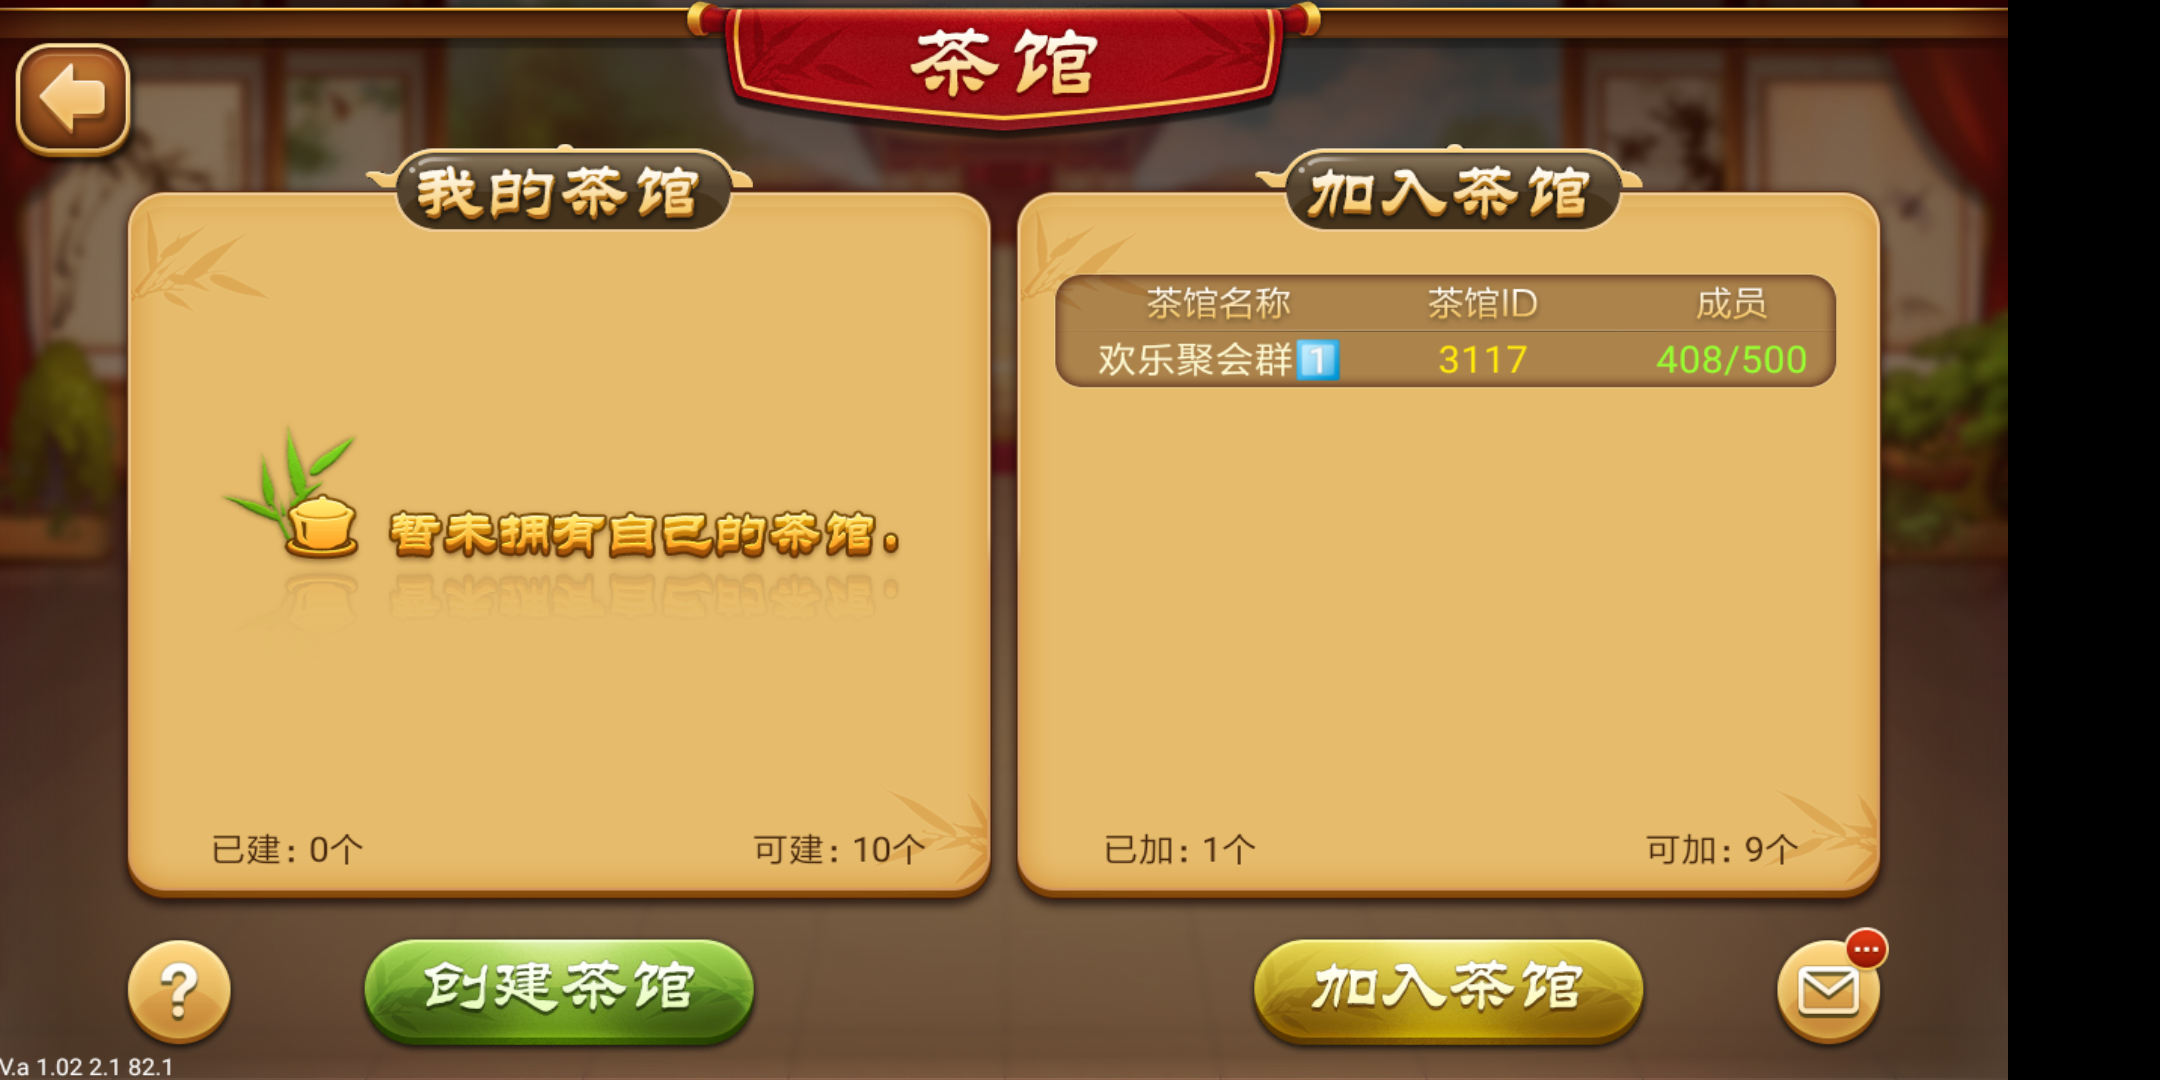 茶馆
我的茶馆
暂未拥有自己的茶馆.
已建: 0个
可建: 10个
加入茶馆
茶馆名称 茶馆ID 成员
欢乐聚会群1️⃣ 3117 408/500
已加: 1个
可加: 9个
?
创建茶馆
加入茶馆
V.a 1.02 2.1 82.1